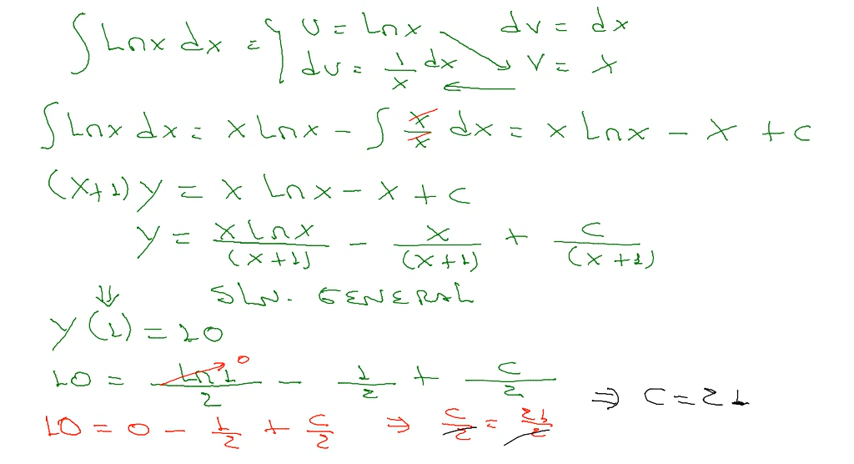 ∫ Lnx dx = { u = Lnx dv = dx
du = 1/x dx v = x
∫ Lnx dx = x Lnx - ∫ x/x dx = x Lnx - x + c
(x+1) y = x Lnx - x + c
y = x Lnx/(x+1) - x/(x+1) + c/(x+1)
⇓ SLN. GENERAL
y(1) = 10
10 = Ln1/2 → 0 - 1/2 + c/2 ⇒ c = 21
10 = 0 - 1/2 + c/2 ⇒ c/2 = 21/2